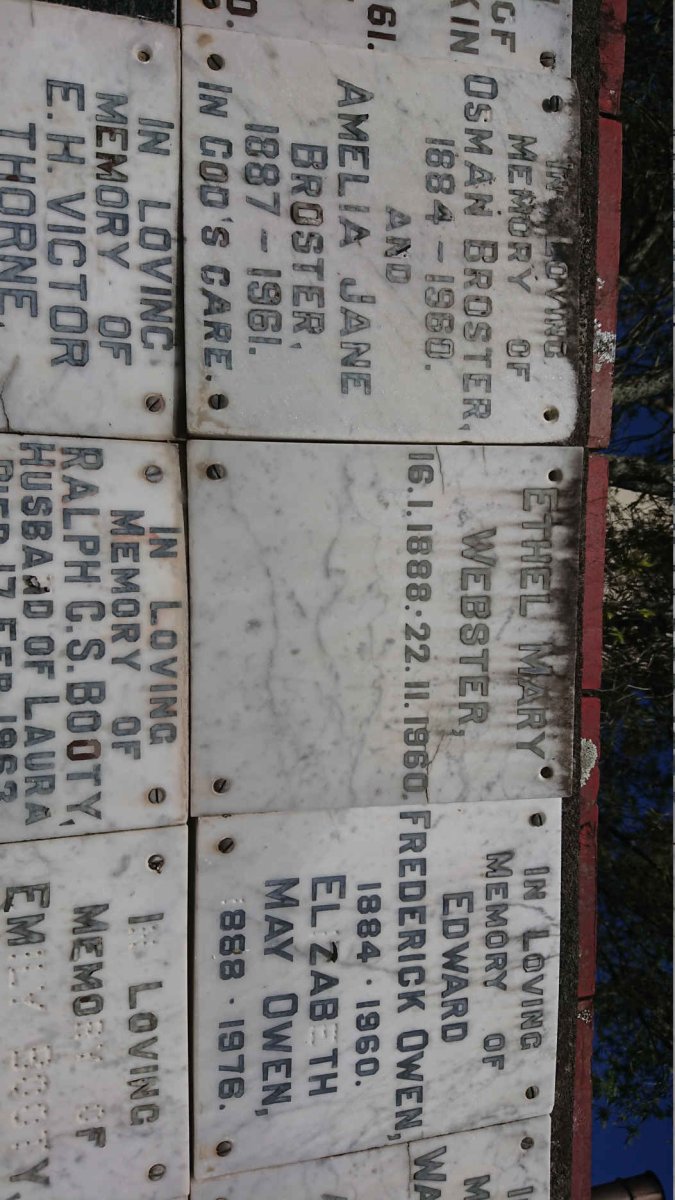 KIN
61.
IN LOVING
MEMORY OF
OSMAN BROSTER,
1884 – 1960.
AND
AMELIA JANE
BROSTER,
1887 – 1961.
IN GOD'S CARE.
ETHEL MARY
WEBSTER,
16.1.1888·22.11.1960.
IN LOVING
MEMORY OF
EDWARD
FREDERICK OWEN,
1884 · 1960.
ELIZABETH
MAY OWEN,
1888 · 1976.
WA
IN LOVING
MEMORY OF
E.H. VICTOR
THORNE,
IN LOVING
MEMORY OF
RALPH G.S. BOOTY,
HUSBAND OF LAURA
IN LOVING
MEMORY OF
EMILY BOOTY